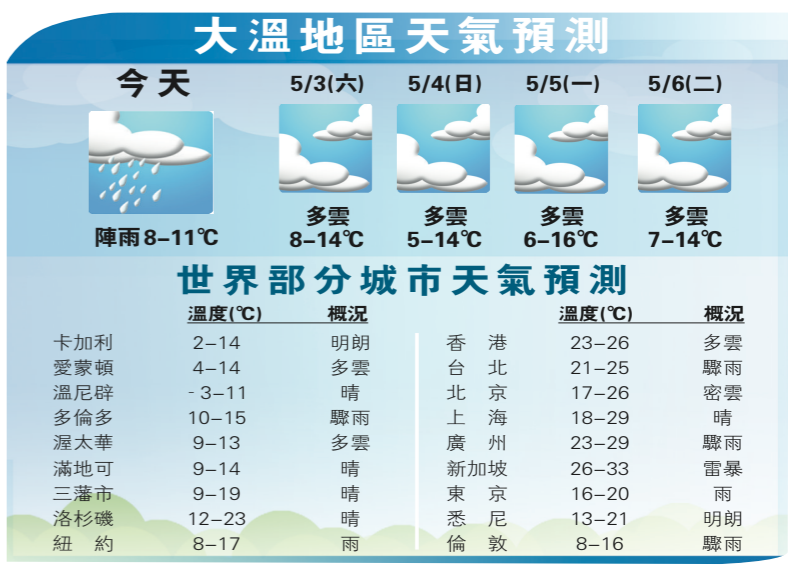 大溫地區天氣預測
今天 5/3(六) 5/4(日) 5/5(一) 5/6(二)
陣雨8–11℃ 多雲 多雲 多雲 多雲
8–14℃ 5–14℃ 6–16℃ 7–14℃
世界部分城市天氣預測
溫度(℃) 概況 溫度(℃) 概況
卡加利 2–14 明朗 香 港 23–26 多雲
愛蒙頓 4–14 多雲 台 北 21–25 驟雨
溫尼辟 -3–11 晴 北 京 17–26 密雲
多倫多 10–15 驟雨 上 海 18–29 晴
渥太華 9–13 多雲 廣 州 23–29 驟雨
滿地可 9–14 晴 新加坡 26–33 雷暴
三藩市 9–19 晴 東 京 16–20 雨
洛杉磯 12–23 晴 悉 尼 13–21 明朗
紐 約 8–17 雨 倫 敦 8–16 驟雨